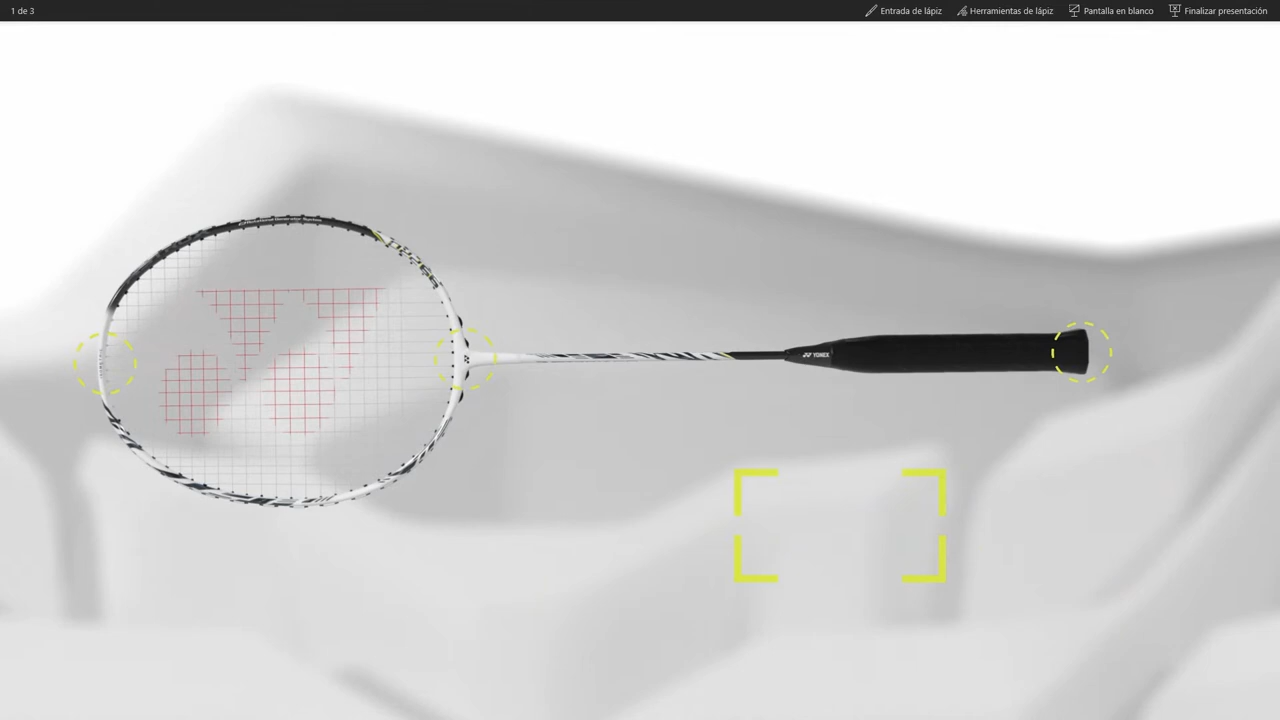 1 de 3
Entrada de lápiz
Herramientas de lápiz
Pantalla en blanco
Finalizar presentación
YONEX